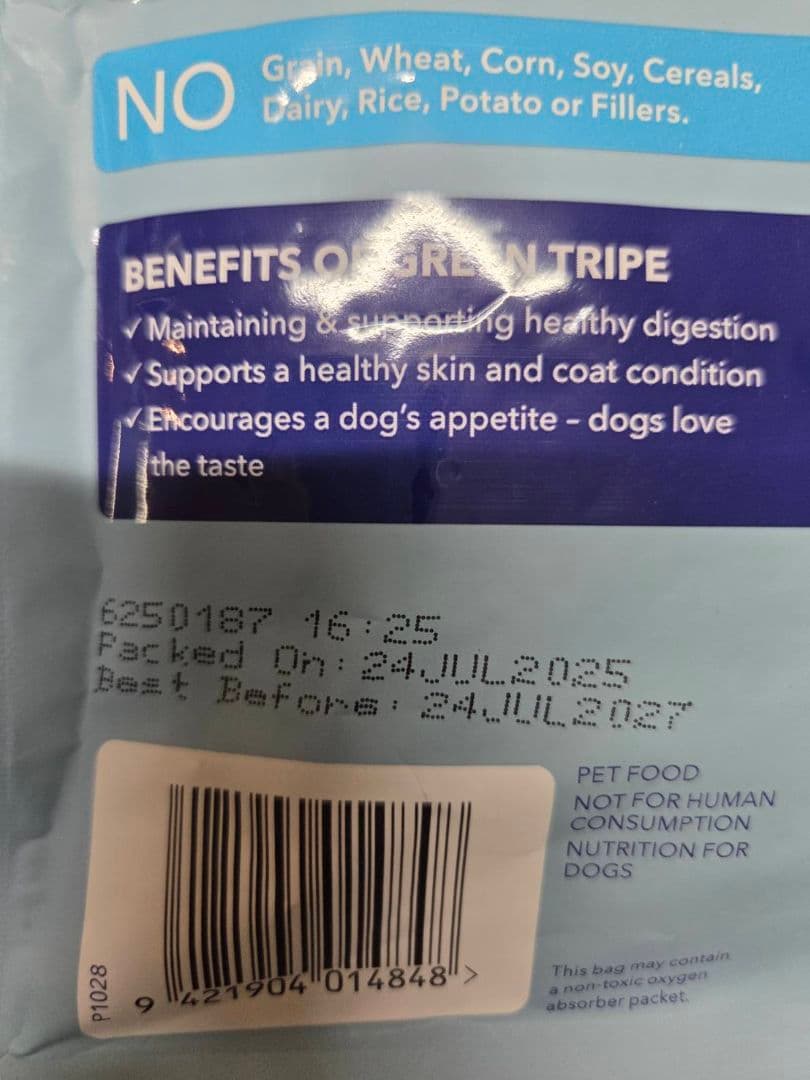 NO
Grain, Wheat, Corn, Soy, Cereals,
Dairy, Rice, Potato or Fillers.
BENEFITS OF GREEN TRIPE
✓ Maintaining & supporting healthy digestion
✓ Supports a healthy skin and coat condition
✓ Encourages a dog's appetite – dogs love
the taste
6250187 16:25
Packed On: 24JUL2025
Best Before: 24JUL2027
PET FOOD
NOT FOR HUMAN
CONSUMPTION
NUTRITION FOR
DOGS
This bag may contain
a non-toxic oxygen
absorber packet.
P1028
9 421904 014848 >